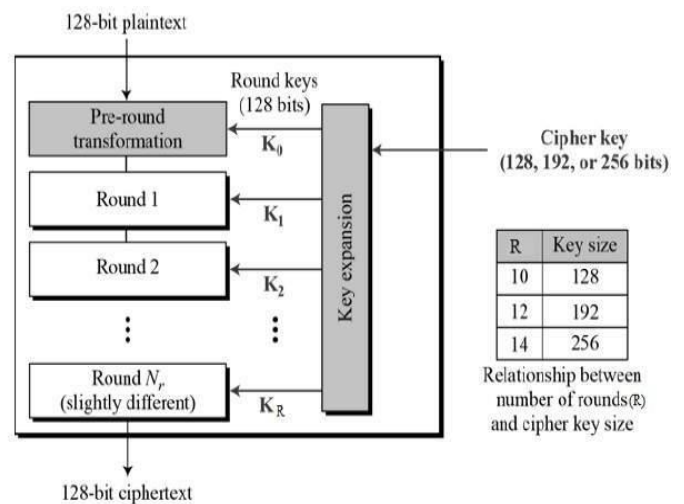 128-bit plaintext
Round keys
(128 bits)
Pre-round
transformation
K0
Cipher key
(128, 192, or 256 bits)
Round 1
K1
Round 2
K2
Key expansion
R Key size
10 128
12 192
14 256
Relationship between
number of rounds(R)
and cipher key size
Round Nr
(slightly different)
KR
128-bit ciphertext